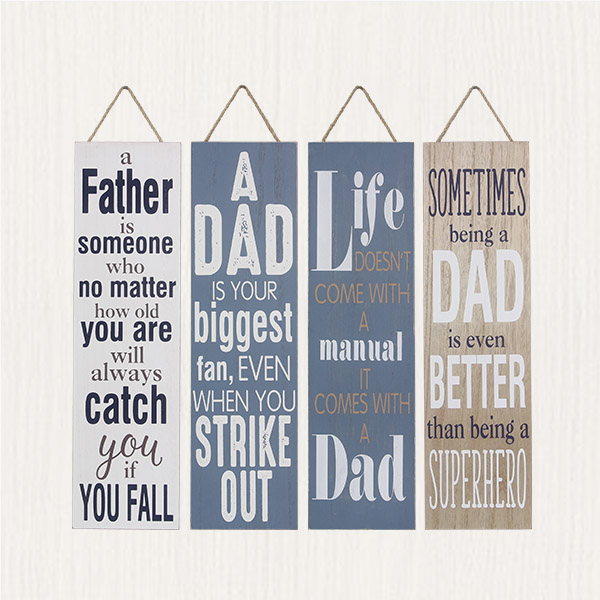 a
Father
is
someone
who
no matter
how old
you are
will
always
catch
you
if
YOU FALL
A
DAD
IS YOUR
biggest
fan, EVEN
WHEN YOU
STRIKE
OUT
Life
DOESN'T
COME WITH
A
manual
IT
COMES WITH
A
Dad
SOMETIMES
being a
DAD
is even
BETTER
than being a
SUPERHERO